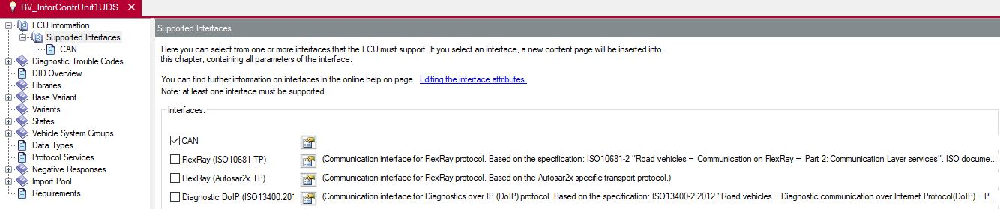 BV_InforContrUnit1UDS
ECU Information
Supported Interfaces
CAN
Diagnostic Trouble Codes
DID Overview
Libraries
Base Variant
Variants
States
Vehicle System Groups
Data Types
Protocol Services
Negative Responses
Import Pool
Requirements
Supported Interfaces
Here you can select from one or more interfaces that the ECU must support. If you select an interface, a new content page will be inserted into
this chapter, containing all parameters of the interface.
You can find further information on interfaces in the online help on page Editing the interface attributes.
Note: at least one interface must be supported.
Interfaces:
CAN
FlexRay (ISO10681 TP) (Communication interface for FlexRay protocol. Based on the specification: ISO10681-2 "Road vehicles – Communication on FlexRay – Part 2: Communication Layer services". ISO docume...
FlexRay (Autosar2x TP) (Communication interface for FlexRay protocol. Based on the Autosar2x specific transport protocol.)
Diagnostic DoIP (ISO13400:201 (Communication interface for Diagnostics over IP (DoIP) protocol. Based on the specification: ISO13400-2:2012 "Road vehicles – Diagnostic communication over Internet Protocol(DoIP) – P...